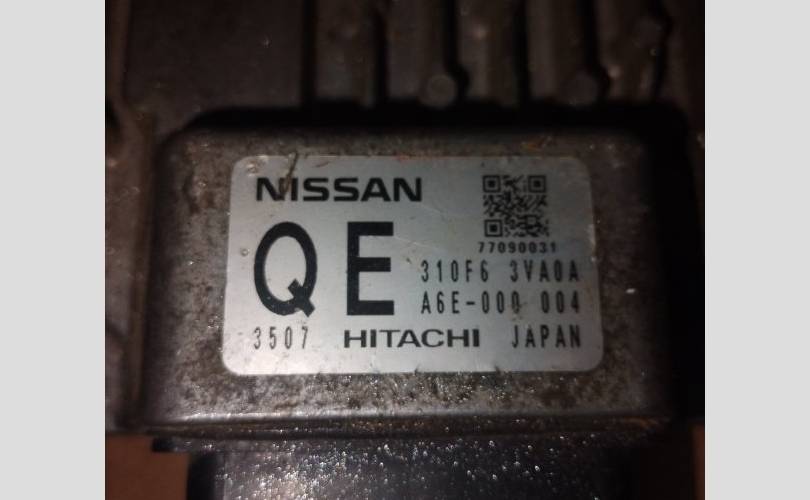 NISSAN
77090031
QE 310F6 3VA0A
A6E-000 004
3507 HITACHI JAPAN